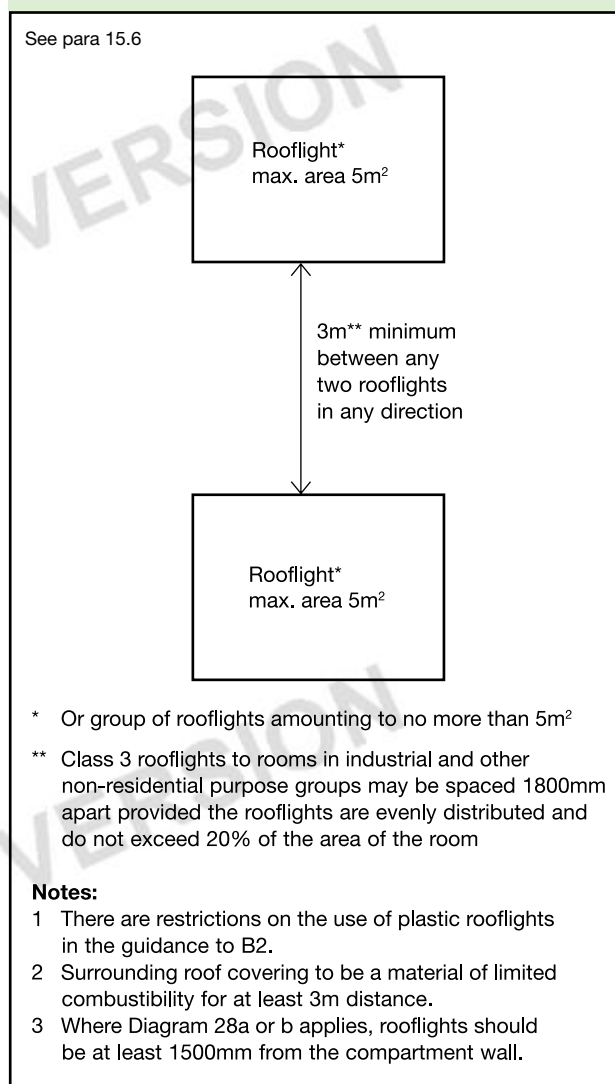 See para 15.6
VERSION
Rooflight*
max. area 5m²
3m** minimum
between any
two rooflights
in any direction
Rooflight*
max. area 5m²
VERSION
* Or group of rooflights amounting to no more than 5m²
** Class 3 rooflights to rooms in industrial and other
non-residential purpose groups may be spaced 1800mm
apart provided the rooflights are evenly distributed and
do not exceed 20% of the area of the room
Notes:
1 There are restrictions on the use of plastic rooflights
in the guidance to B2.
2 Surrounding roof covering to be a material of limited
combustibility for at least 3m distance.
3 Where Diagram 28a or b applies, rooflights should
be at least 1500mm from the compartment wall.